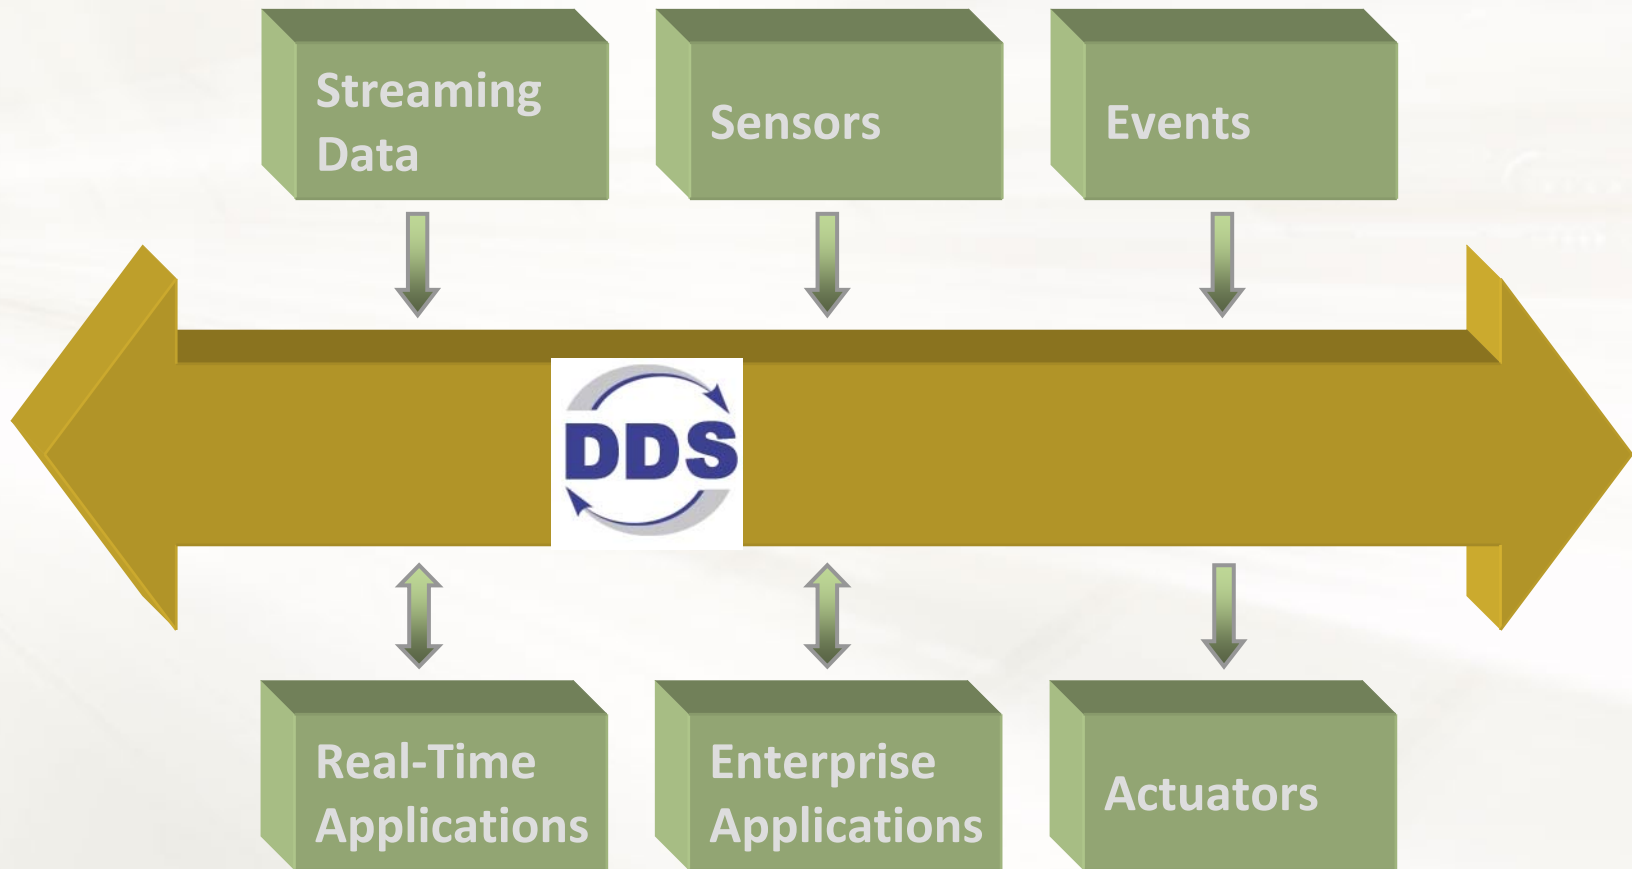 Streaming
Data
Sensors
Events
DDS
Real-Time
Applications
Enterprise
Applications
Actuators